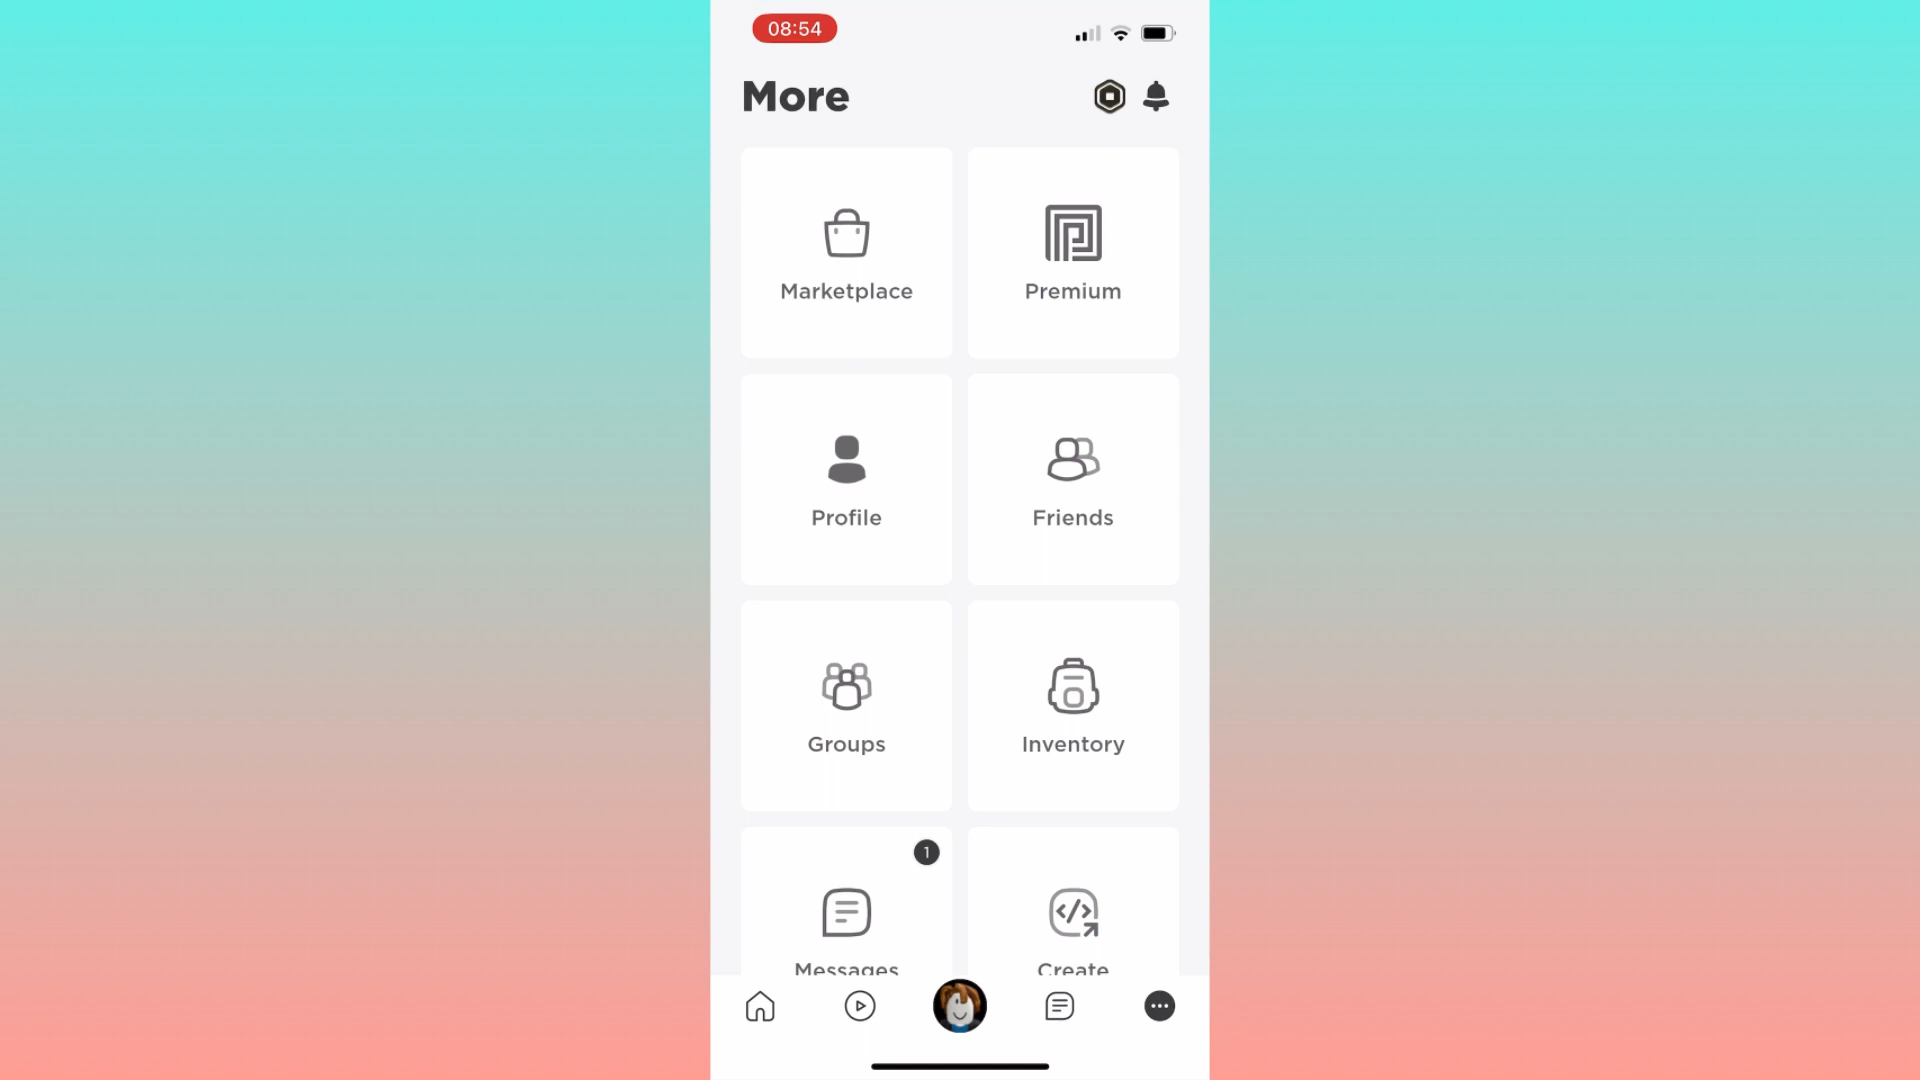 08:54
More
Marketplace
Premium
Profile
Friends
Groups
Inventory
1
Messages
Create